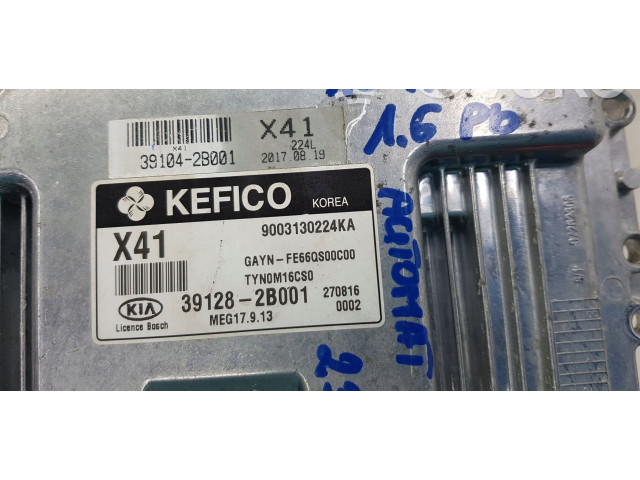 X41
X41
224L
39104-2B001
2017.08.19
KEFICO KOREA
X41
9003130224KA
GAYN-FE66QS00C00
TYN0M16CS0
39128-2B001
270816
0002
KIA
Licence Bosch
MEG17.9.13
1.6 Pb
AUTOMAT